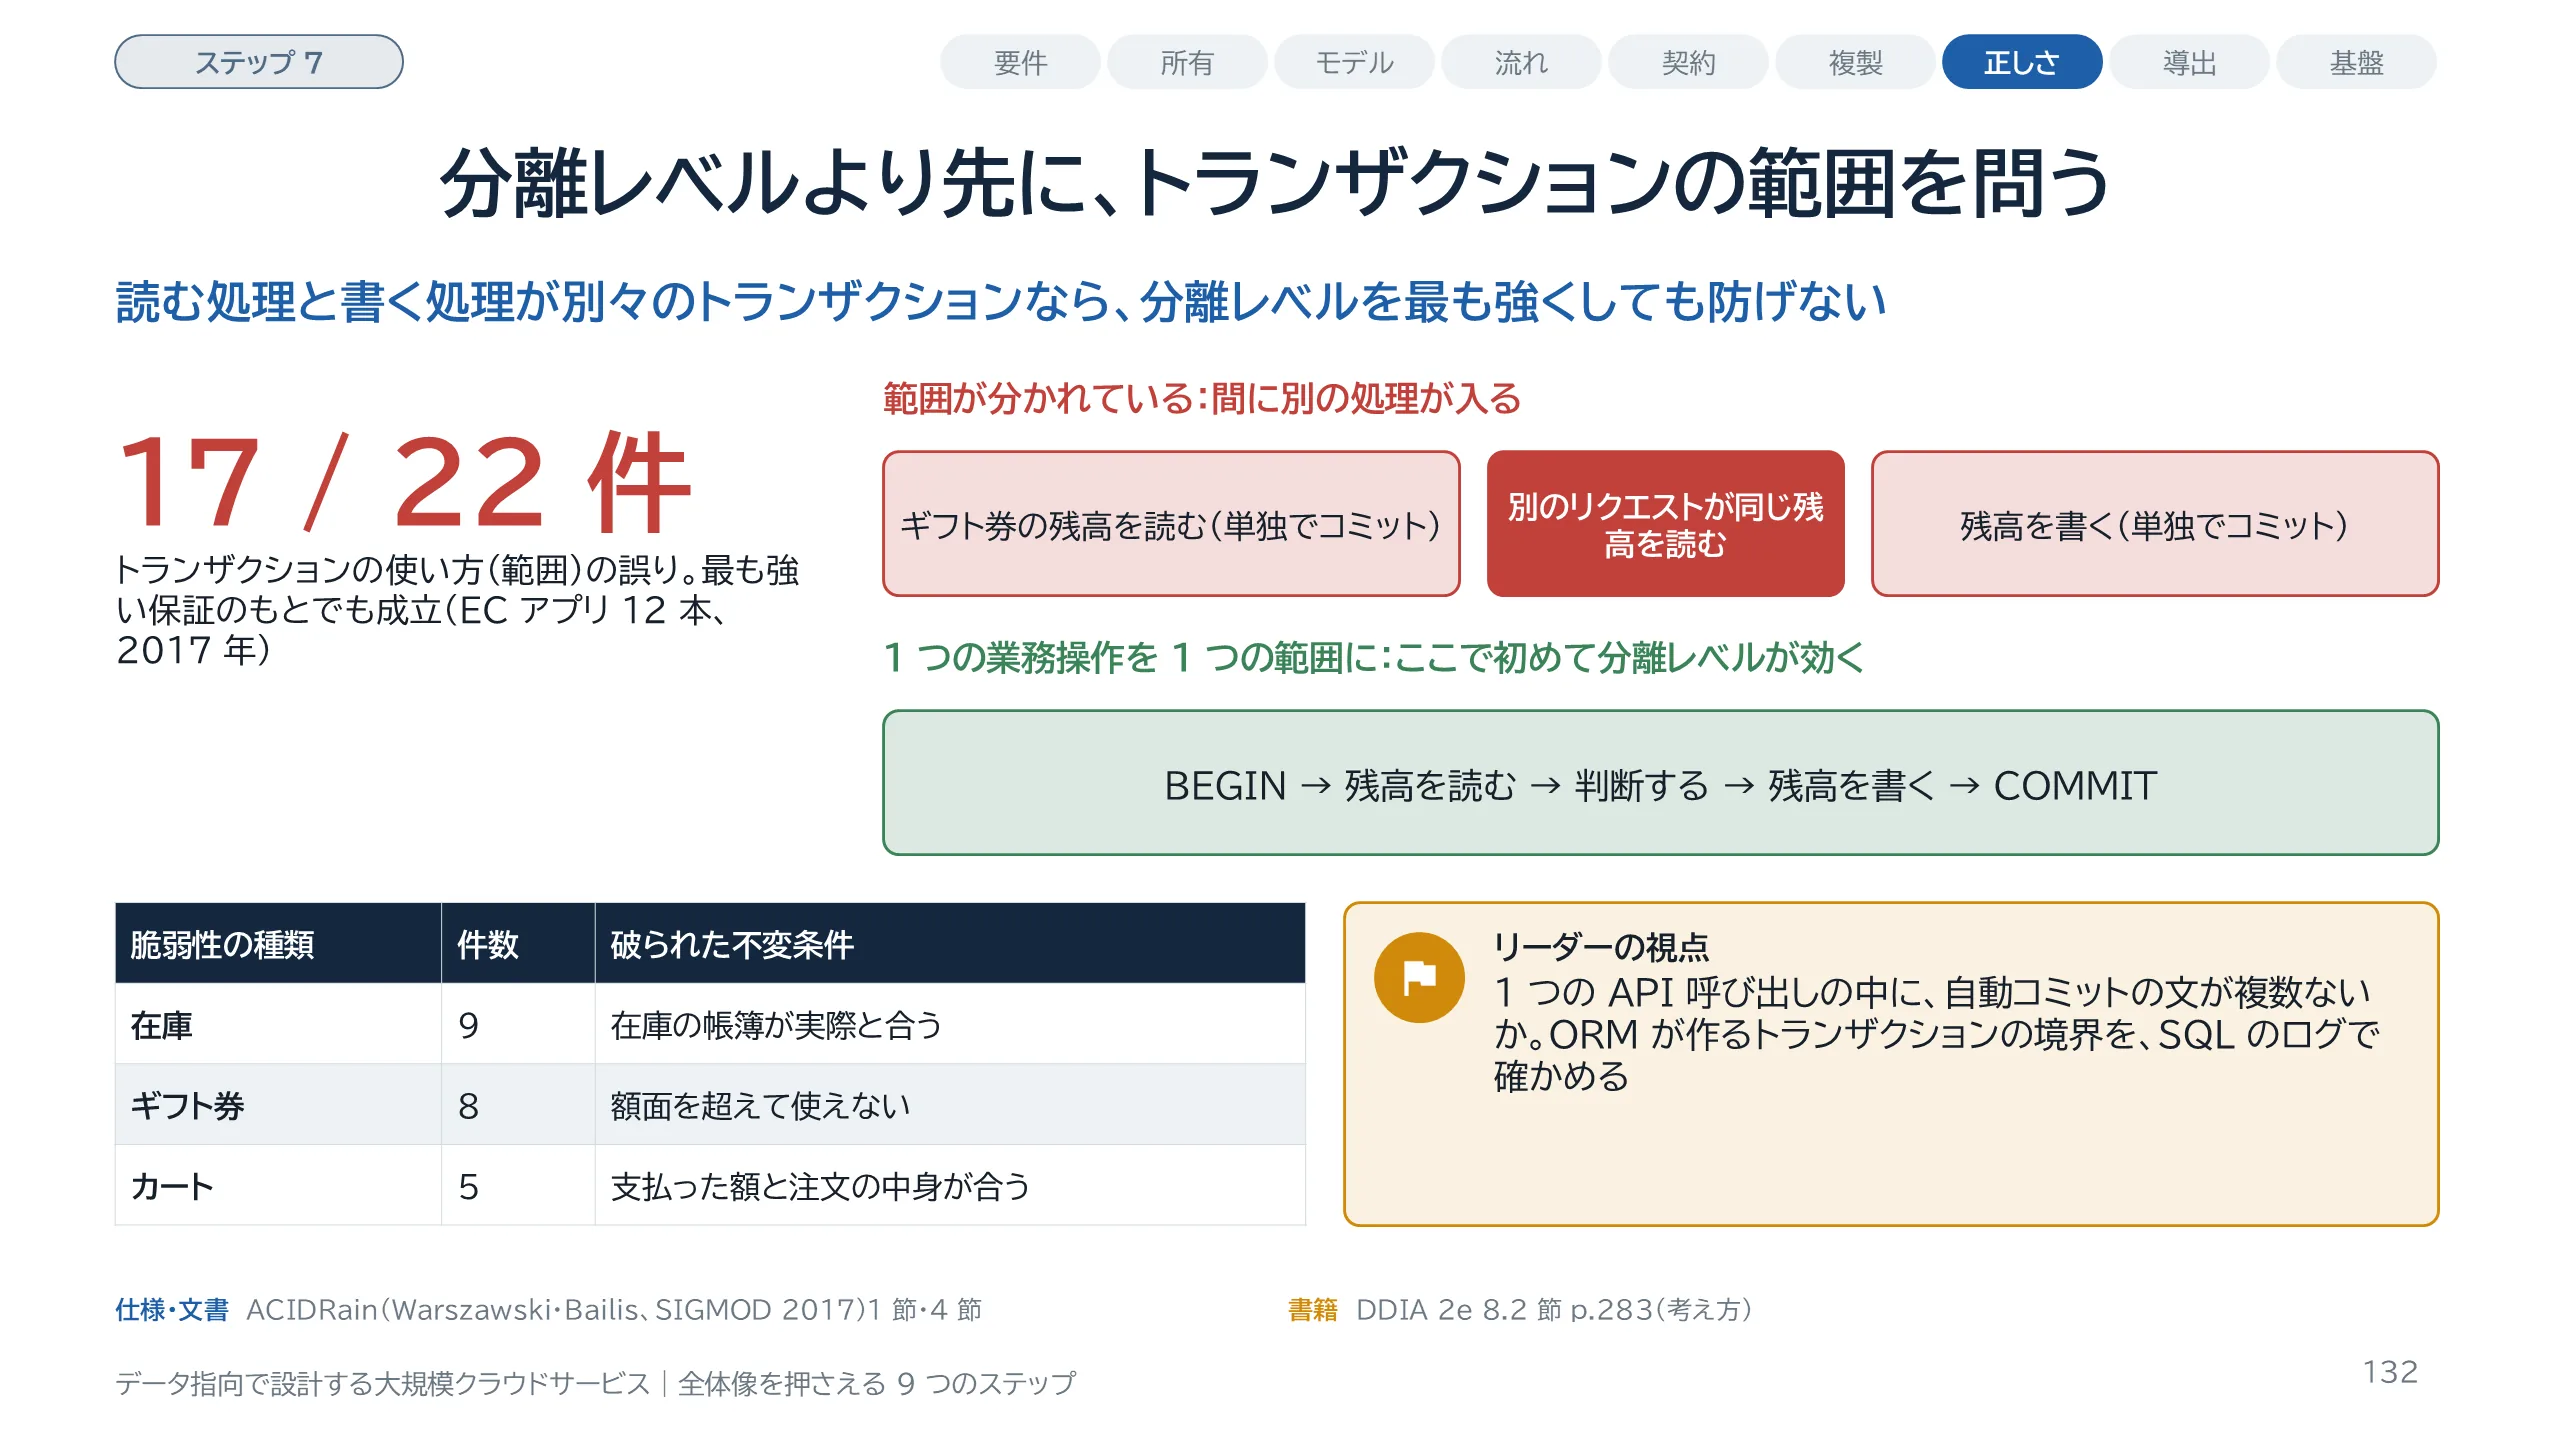 ステップ 7
要件
所有
モデル
流れ
契約
複製
正しさ
導出
基盤
分離レベルより先に、トランザクションの範囲を問う
読む処理と書く処理が別々のトランザクションなら、分離レベルを最も強くしても防げない
17 / 22 件
トランザクションの使い方（範囲）の誤り。最も強
い保証のもとでも成立（EC アプリ 12 本、
2017 年）
範囲が分かれている：間に別の処理が入る
ギフト券の残高を読む（単独でコミット）
別のリクエストが同じ残
高を読む
残高を書く（単独でコミット）
1 つの業務操作を 1 つの範囲に：ここで初めて分離レベルが効く
BEGIN → 残高を読む → 判断する → 残高を書く → COMMIT
脆弱性の種類 件数 破られた不変条件
在庫 9 在庫の帳簿が実際と合う
ギフト券 8 額面を超えて使えない
カート 5 支払った額と注文の中身が合う
リーダーの視点
1 つの API 呼び出しの中に、自動コミットの文が複数ない
か。ORM が作るトランザクションの境界を、SQL のログで
確かめる
仕様・文書 ACIDRain（Warszawski・Bailis、SIGMOD 2017）1 節・4 節
書籍 DDIA 2e 8.2 節 p.283（考え方）
データ指向で設計する大規模クラウドサービス｜全体像を押さえる 9 つのステップ
132